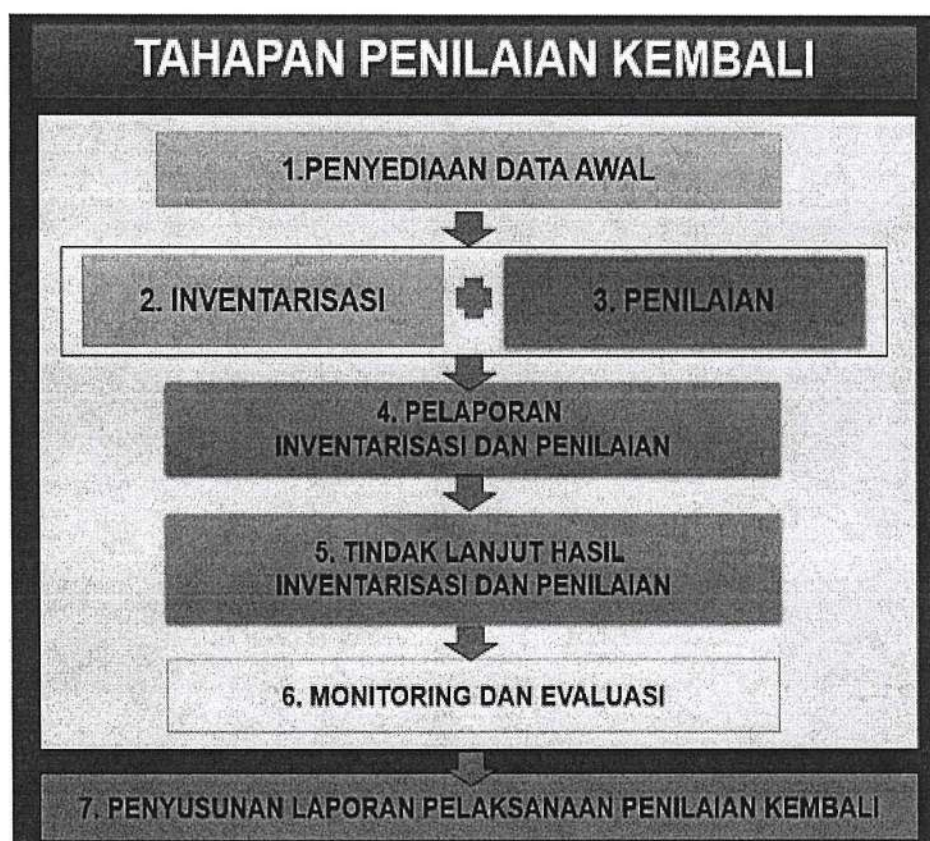 TAHAPAN PENILAIAN KEMBALI
1.PENYEDIAAN DATA AWAL
2. INVENTARISASI
3. PENILAIAN
4. PELAPORAN
INVENTARISASI DAN PENILAIAN
5. TINDAK LANJUT HASIL
INVENTARISASI DAN PENILAIAN
6. MONITORING DAN EVALUASI
7. PENYUSUNAN LAPORAN PELAKSANAAN PENILAIAN KEMBALI